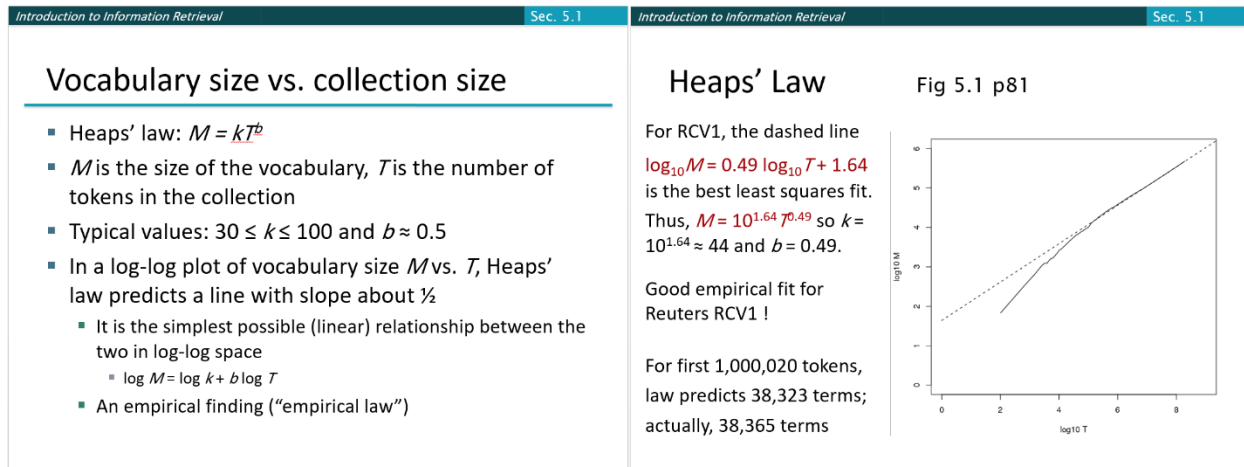 Introduction to Information Retrieval
Sec. 5.1
Vocabulary size vs. collection size
▪ Heaps’ law: M = kTᵇ
▪ M is the size of the vocabulary, T is the number of
tokens in the collection
▪ Typical values: 30 ≤ k ≤ 100 and b ≈ 0.5
▪ In a log-log plot of vocabulary size M vs. T, Heaps’
law predicts a line with slope about ½
▪ It is the simplest possible (linear) relationship between the
two in log-log space
▪ log M = log k + b log T
▪ An empirical finding (“empirical law”)
Introduction to Information Retrieval
Sec. 5.1
Heaps’ Law
Fig 5.1 p81
For RCV1, the dashed line
log₁₀M = 0.49 log₁₀T + 1.64
is the best least squares fit.
Thus, M = 10¹·⁶⁴T⁰·⁴⁹ so k =
10¹·⁶⁴ ≈ 44 and b = 0.49.
Good empirical fit for
Reuters RCV1 !
For first 1,000,020 tokens,
law predicts 38,323 terms;
actually, 38,365 terms
log10 M
6
5
4
3
2
1
0
0 2 4 6 8
log10 T